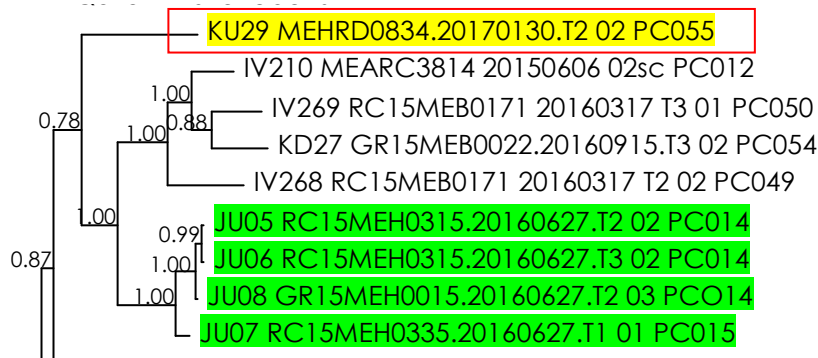 KU29 MEHRD0834.20170130.T2 02 PC055
IV210 MEARC3814 20150606 02sc PC012
1.00
IV269 RC15MEB0171 20160317 T3 01 PC050
0.78
0.88
1.00
KD27 GR15MEB0022.20160915.T3 02 PC054
IV268 RC15MEB0171 20160317 T2 02 PC049
1.00
JU05 RC15MEH0315.20160627.T2 02 PC014
0.99
0.87
JU06 RC15MEH0315.20160627.T3 02 PC014
1.00
1.00
JU08 GR15MEH0015.20160627.T2 03 PCO14
JU07 RC15MEH0335.20160627.T1 01 PC015